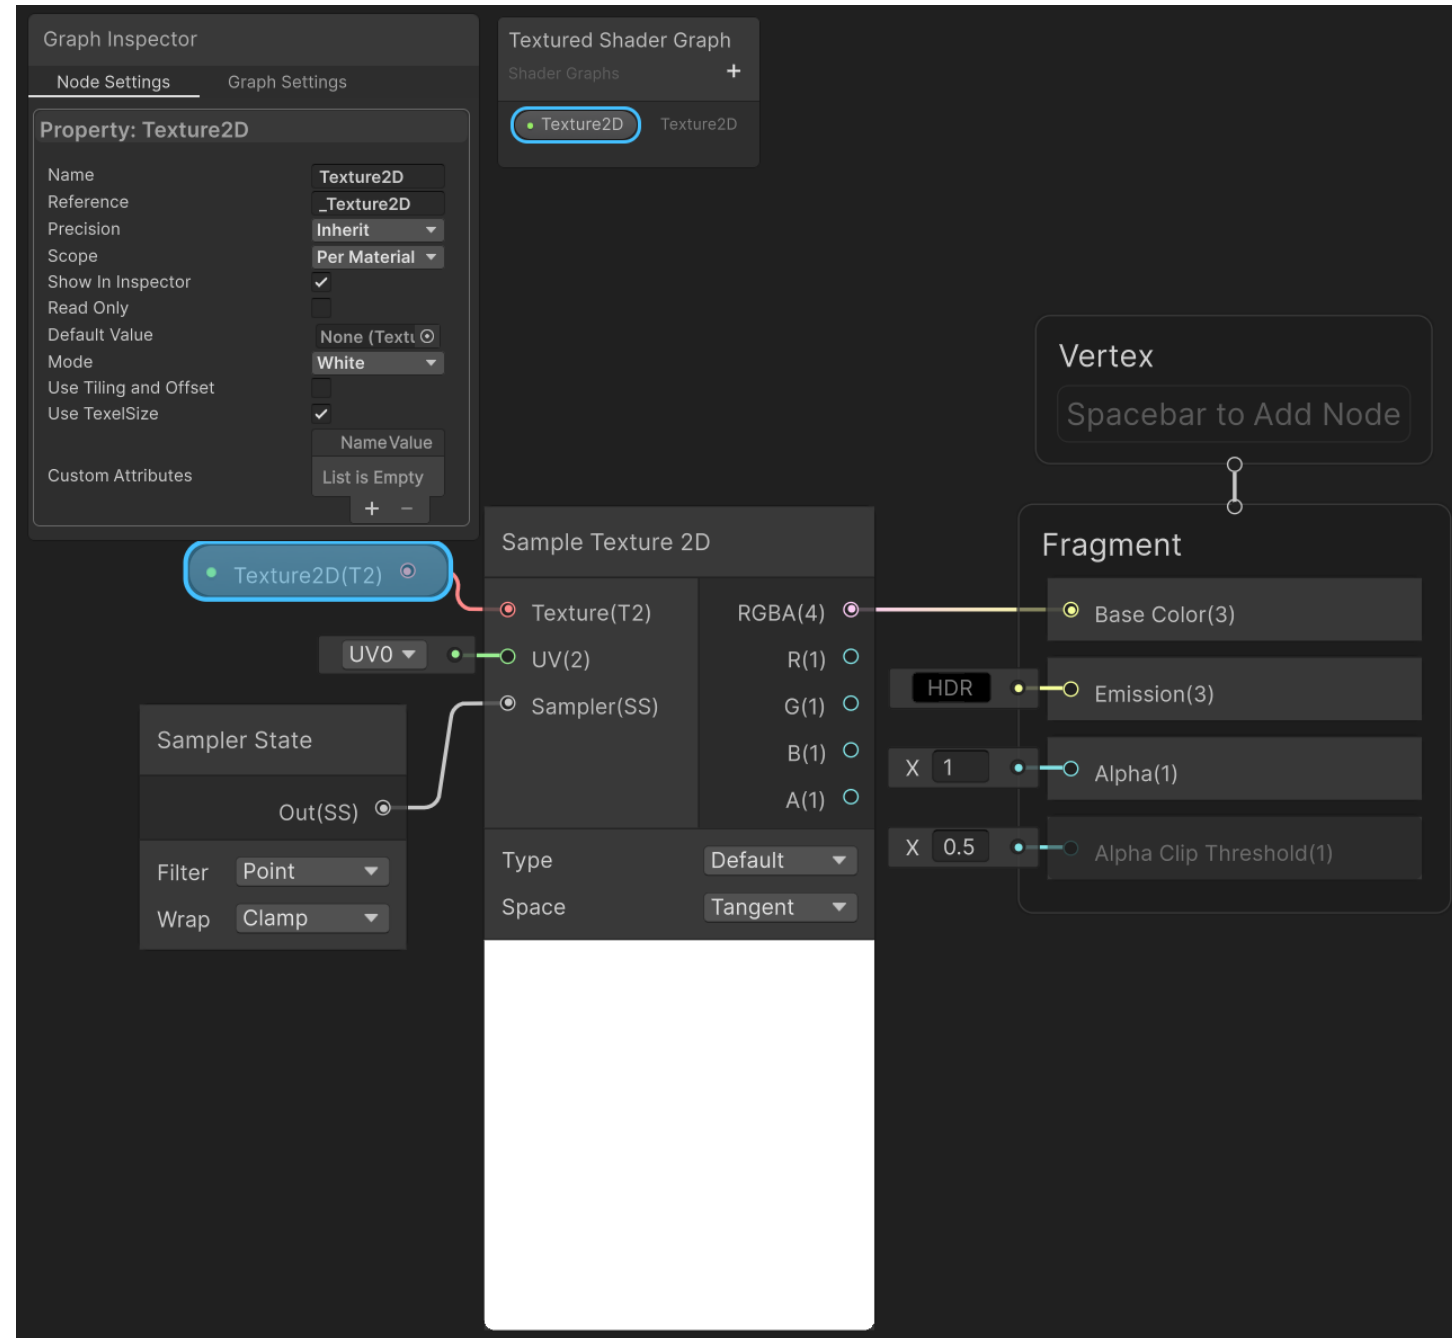 Graph Inspector
Node Settings Graph Settings
Property: Texture2D
Name Texture2D
Reference _Texture2D
Precision Inherit
Scope Per Material
Show In Inspector
Read Only
Default Value None (Textu
Mode White
Use Tiling and Offset
Use TexelSize
Name Value
Custom Attributes List is Empty
+ −
Textured Shader Graph
Shader Graphs +
Texture2D Texture2D
Texture2D(T2)
UV0
Sampler State
Out(SS)
Filter Point
Wrap Clamp
Sample Texture 2D
Texture(T2) RGBA(4)
UV(2) R(1)
Sampler(SS) G(1)
B(1)
A(1)
Type Default
Space Tangent
Vertex
Spacebar to Add Node
Fragment
Base Color(3)
HDR Emission(3)
X 1 Alpha(1)
X 0.5 Alpha Clip Threshold(1)